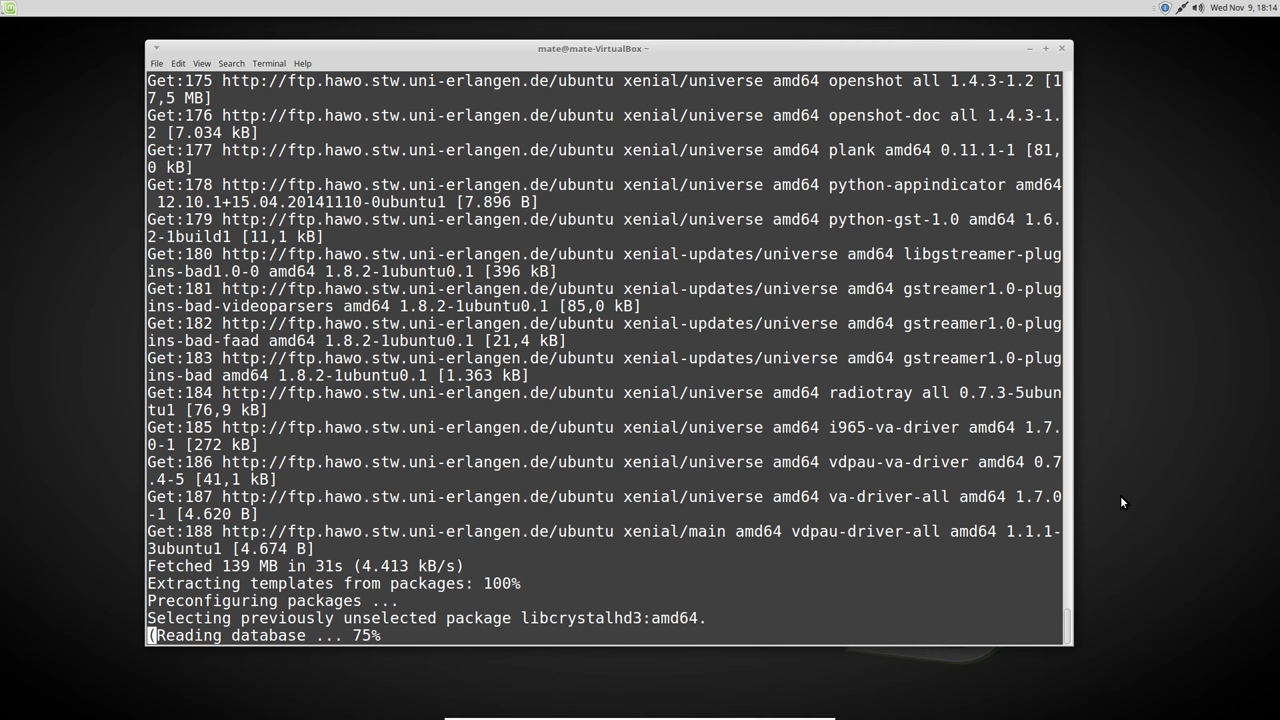 Wed Nov 9, 18:14
mate@mate-VirtualBox ~
File Edit View Search Terminal Help
Get:175 http://ftp.hawo.stw.uni-erlangen.de/ubuntu xenial/universe amd64 openshot all 1.4.3-1.2 [1
7,5 MB]
Get:176 http://ftp.hawo.stw.uni-erlangen.de/ubuntu xenial/universe amd64 openshot-doc all 1.4.3-1.
2 [7.034 kB]
Get:177 http://ftp.hawo.stw.uni-erlangen.de/ubuntu xenial/universe amd64 plank amd64 0.11.1-1 [81,
0 kB]
Get:178 http://ftp.hawo.stw.uni-erlangen.de/ubuntu xenial/universe amd64 python-appindicator amd64
12.10.1+15.04.20141110-0ubuntu1 [7.896 B]
Get:179 http://ftp.hawo.stw.uni-erlangen.de/ubuntu xenial/universe amd64 python-gst-1.0 amd64 1.6.
2-1build1 [11,1 kB]
Get:180 http://ftp.hawo.stw.uni-erlangen.de/ubuntu xenial-updates/universe amd64 libgstreamer-plug
ins-bad1.0-0 amd64 1.8.2-1ubuntu0.1 [396 kB]
Get:181 http://ftp.hawo.stw.uni-erlangen.de/ubuntu xenial-updates/universe amd64 gstreamer1.0-plug
ins-bad-videoparsers amd64 1.8.2-1ubuntu0.1 [85,0 kB]
Get:182 http://ftp.hawo.stw.uni-erlangen.de/ubuntu xenial-updates/universe amd64 gstreamer1.0-plug
ins-bad-faad amd64 1.8.2-1ubuntu0.1 [21,4 kB]
Get:183 http://ftp.hawo.stw.uni-erlangen.de/ubuntu xenial-updates/universe amd64 gstreamer1.0-plug
ins-bad amd64 1.8.2-1ubuntu0.1 [1.363 kB]
Get:184 http://ftp.hawo.stw.uni-erlangen.de/ubuntu xenial/universe amd64 radiotray all 0.7.3-5ubun
tu1 [76,9 kB]
Get:185 http://ftp.hawo.stw.uni-erlangen.de/ubuntu xenial/universe amd64 i965-va-driver amd64 1.7.
0-1 [272 kB]
Get:186 http://ftp.hawo.stw.uni-erlangen.de/ubuntu xenial/universe amd64 vdpau-va-driver amd64 0.7
.4-5 [41,1 kB]
Get:187 http://ftp.hawo.stw.uni-erlangen.de/ubuntu xenial/universe amd64 va-driver-all amd64 1.7.0
-1 [4.620 B]
Get:188 http://ftp.hawo.stw.uni-erlangen.de/ubuntu xenial/main amd64 vdpau-driver-all amd64 1.1.1-
3ubuntu1 [4.674 B]
Fetched 139 MB in 31s (4.413 kB/s)
Extracting templates from packages: 100%
Preconfiguring packages ...
Selecting previously unselected package libcrystalhd3:amd64.
(Reading database ... 75%